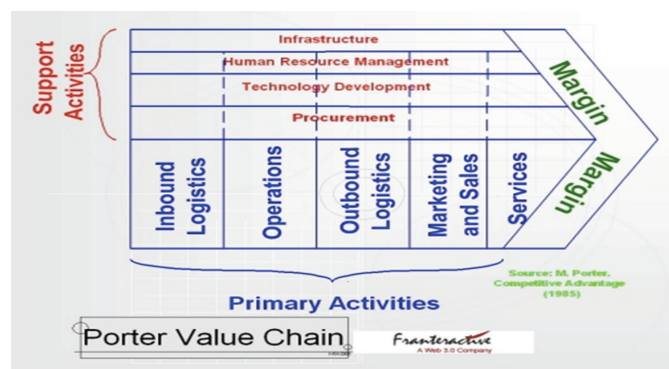 Support
Activities
Infrastructure
Human Resource Management
Technology Development
Procurement
Margin
Margin
Inbound
Logistics
Operations
Outbound
Logistics
Marketing
and Sales
Services
Primary Activities
Source: M. Porter,
Competitive Advantage
(1985)
Porter Value Chain
Franteractive
A Web 3.0 Company